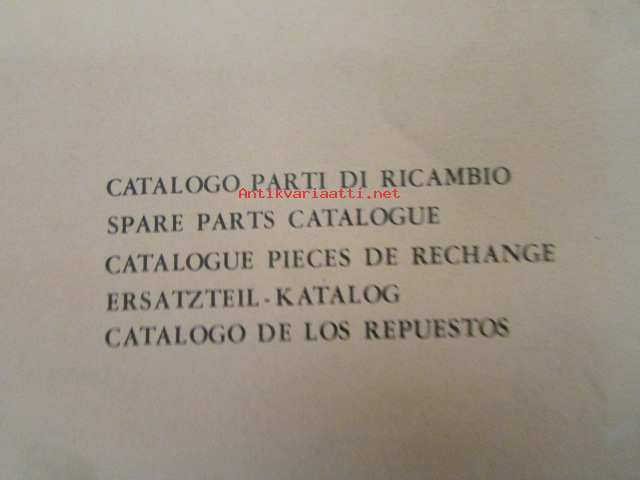 CATALOGO PARTI DI RICAMBIO
Antikvariaatti.net
SPARE PARTS CATALOGUE
CATALOGUE PIECES DE RECHANGE
ERSATZTEIL-KATALOG
CATALOGO DE LOS REPUESTOS